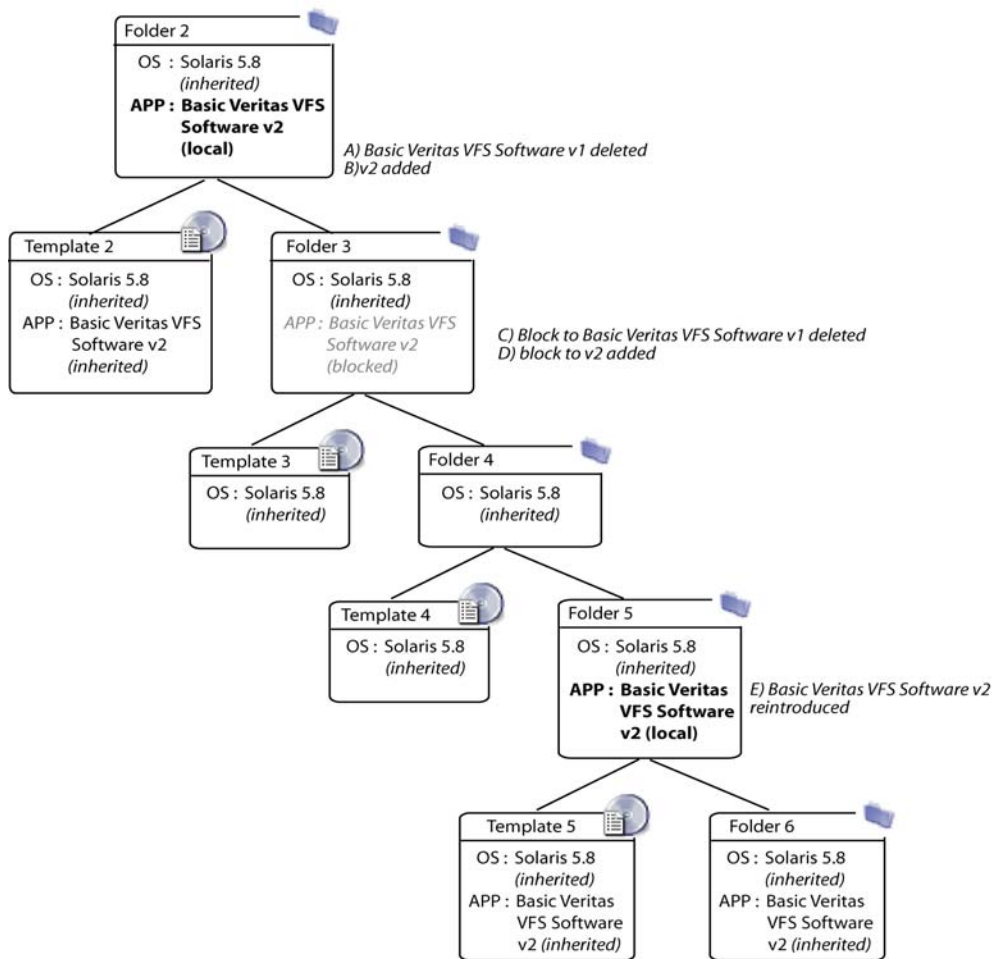 Folder 2
OS : Solaris 5.8
(inherited)
APP : Basic Veritas VFS
Software v2
(local)
A) Basic Veritas VFS Software v1 deleted
B)v2 added
Template 2
OS : Solaris 5.8
(inherited)
APP : Basic Veritas VFS
Software v2
(inherited)
Folder 3
OS : Solaris 5.8
(inherited)
APP : Basic Veritas VFS
Software v2
(blocked)
C) Block to Basic Veritas VFS Software v1 deleted
D) block to v2 added
Template 3
OS : Solaris 5.8
(inherited)
Folder 4
OS : Solaris 5.8
(inherited)
Template 4
OS : Solaris 5.8
(inherited)
Folder 5
OS : Solaris 5.8
(inherited)
APP : Basic Veritas
VFS Software
v2 (local)
E) Basic Veritas VFS Software v2
reintroduced
Template 5
OS : Solaris 5.8
(inherited)
APP : Basic Veritas
VFS Software
v2 (inherited)
Folder 6
OS : Solaris 5.8
(inherited)
APP : Basic Veritas
VFS Software
v2 (inherited)